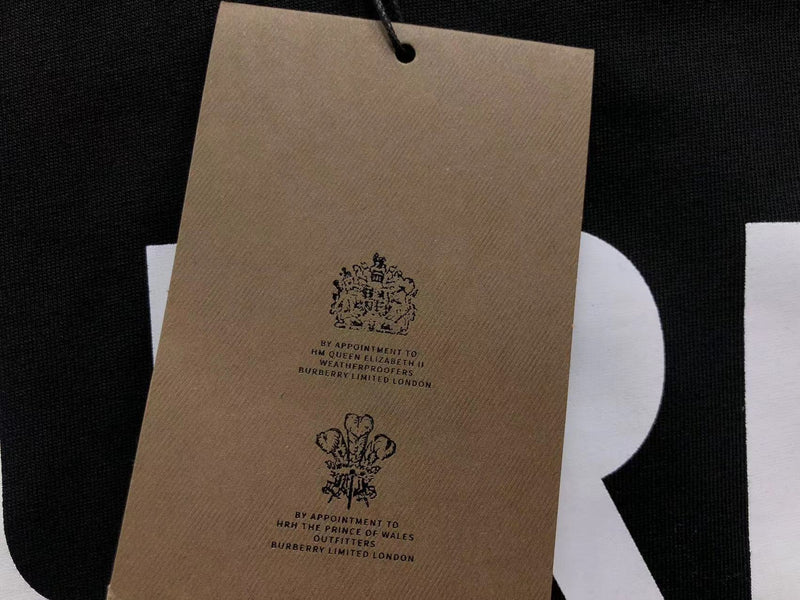 BY APPOINTMENT TO
HM QUEEN ELIZABETH II
WEATHERPROOFERS
BURBERRY LIMITED LONDON
BY APPOINTMENT TO
HRH THE PRINCE OF WALES
OUTFITTERS
BURBERRY LIMITED LONDON
R